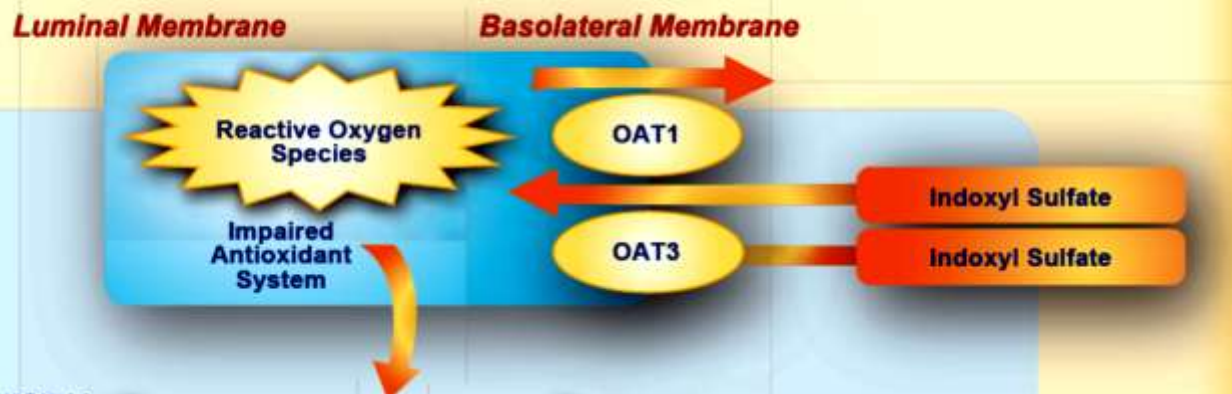 Luminal Membrane
Basolateral Membrane
Reactive Oxygen
Species
OAT1
Indoxyl Sulfate
Impaired
Antioxidant
System
OAT3
Indoxyl Sulfate